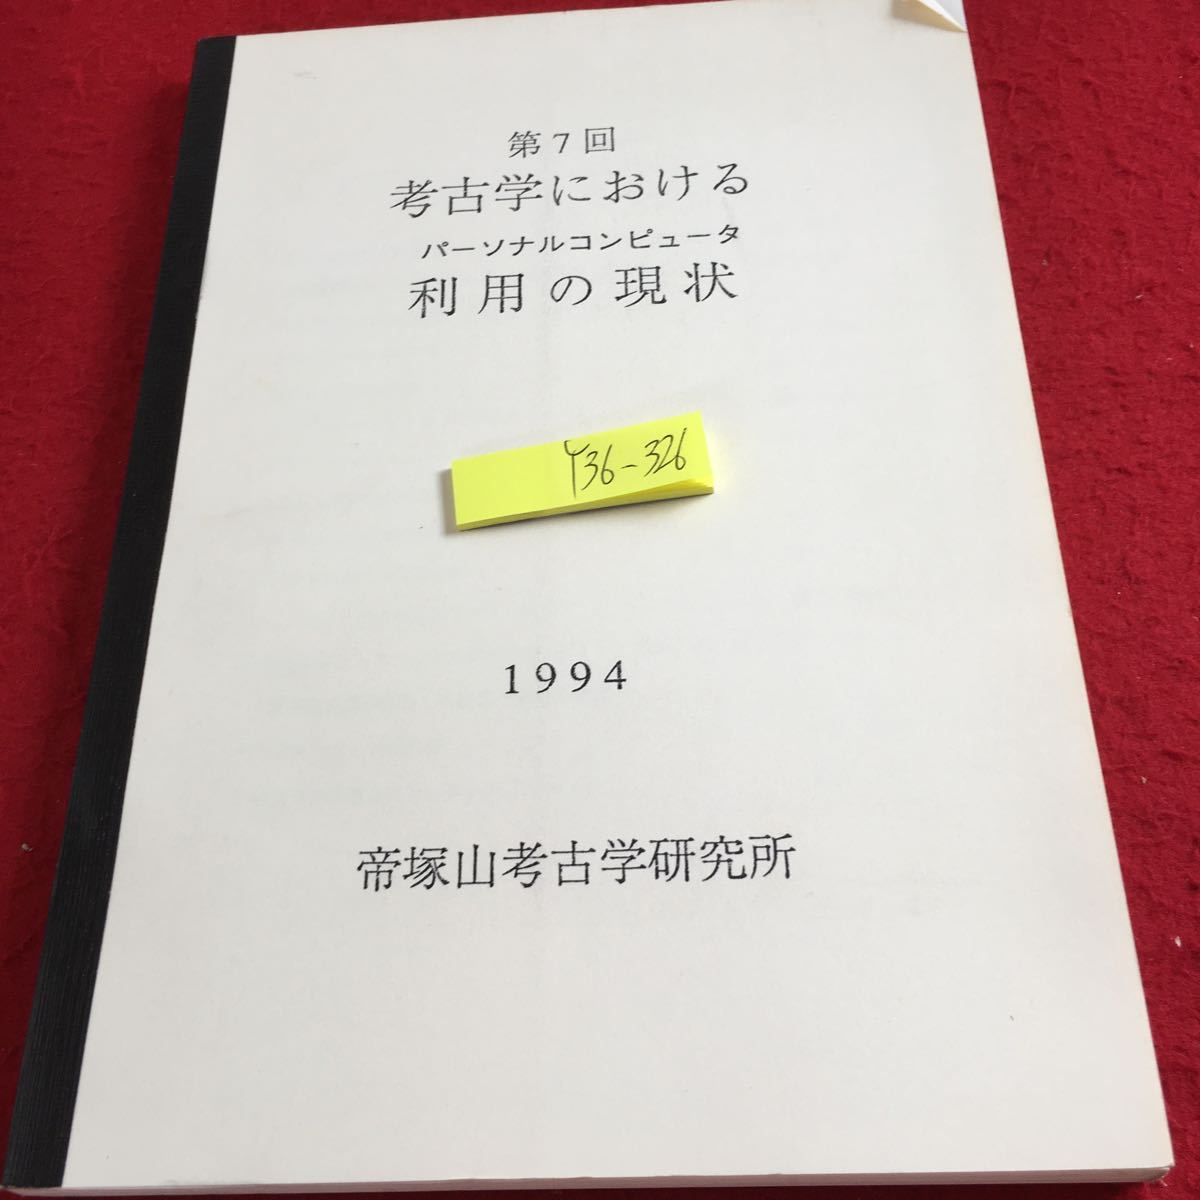 第7回
考古学における
パーソナルコンピュータ
利用の現状
Y36-326
1994
帝塚山考古学研究所